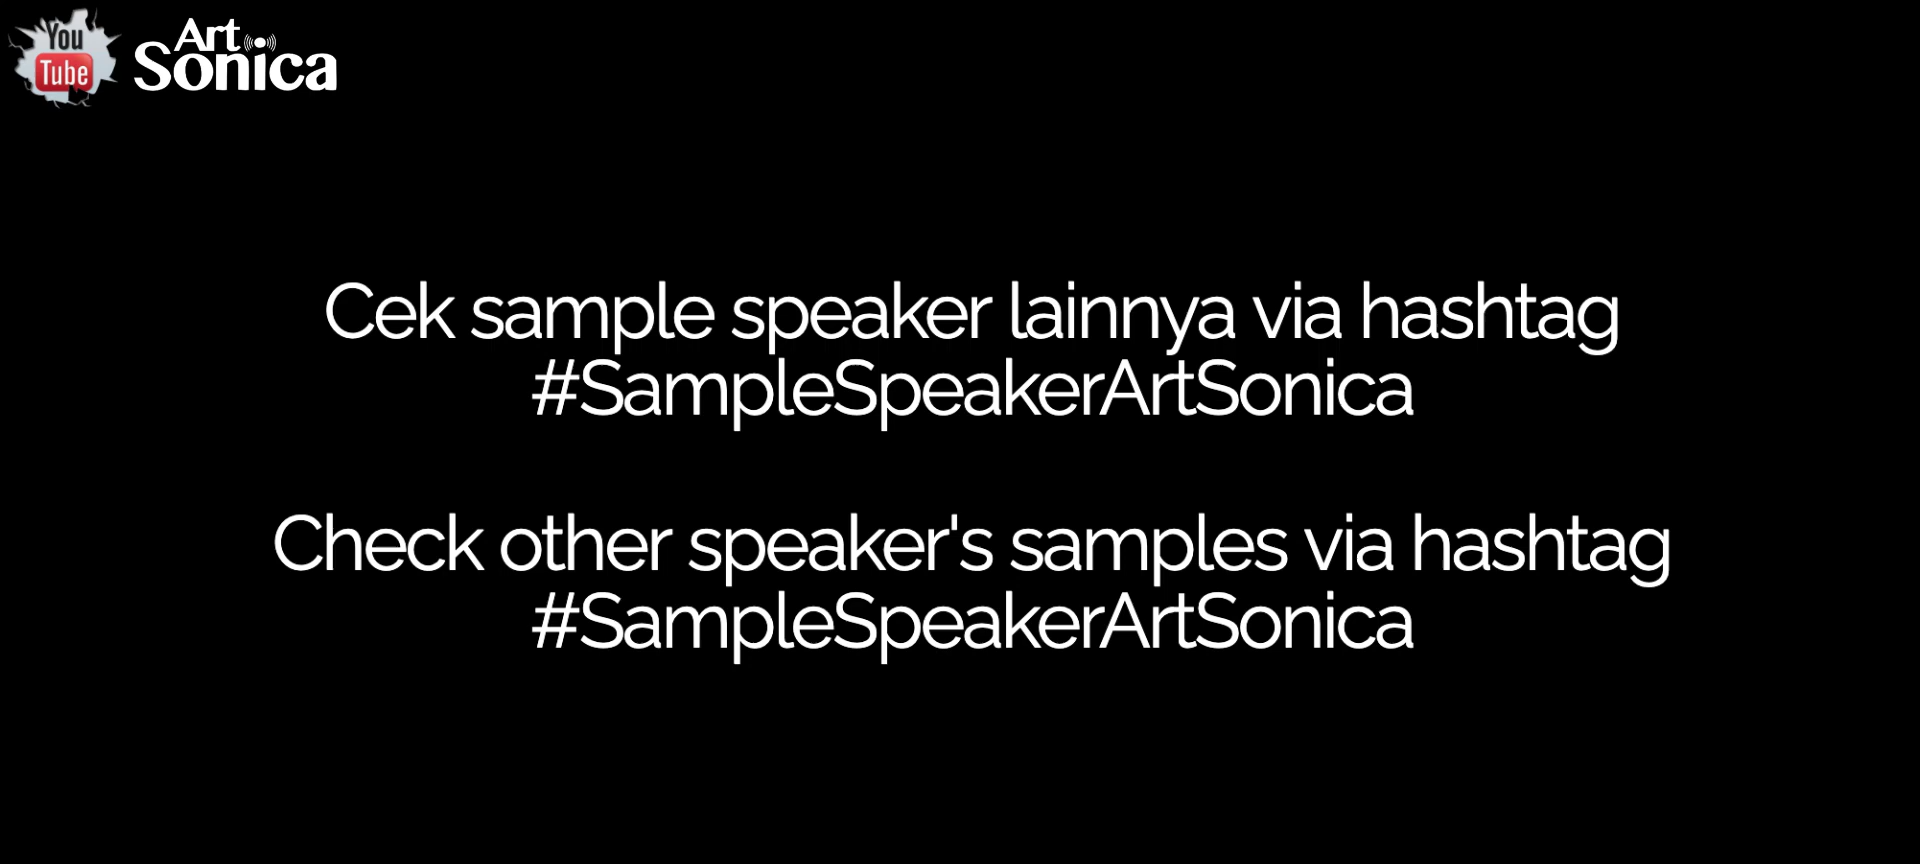 You
Tube
Art
Sonica
Cek sample speaker lainnya via hashtag
#SampleSpeakerArtSonica
Check other speaker's samples via hashtag
#SampleSpeakerArtSonica